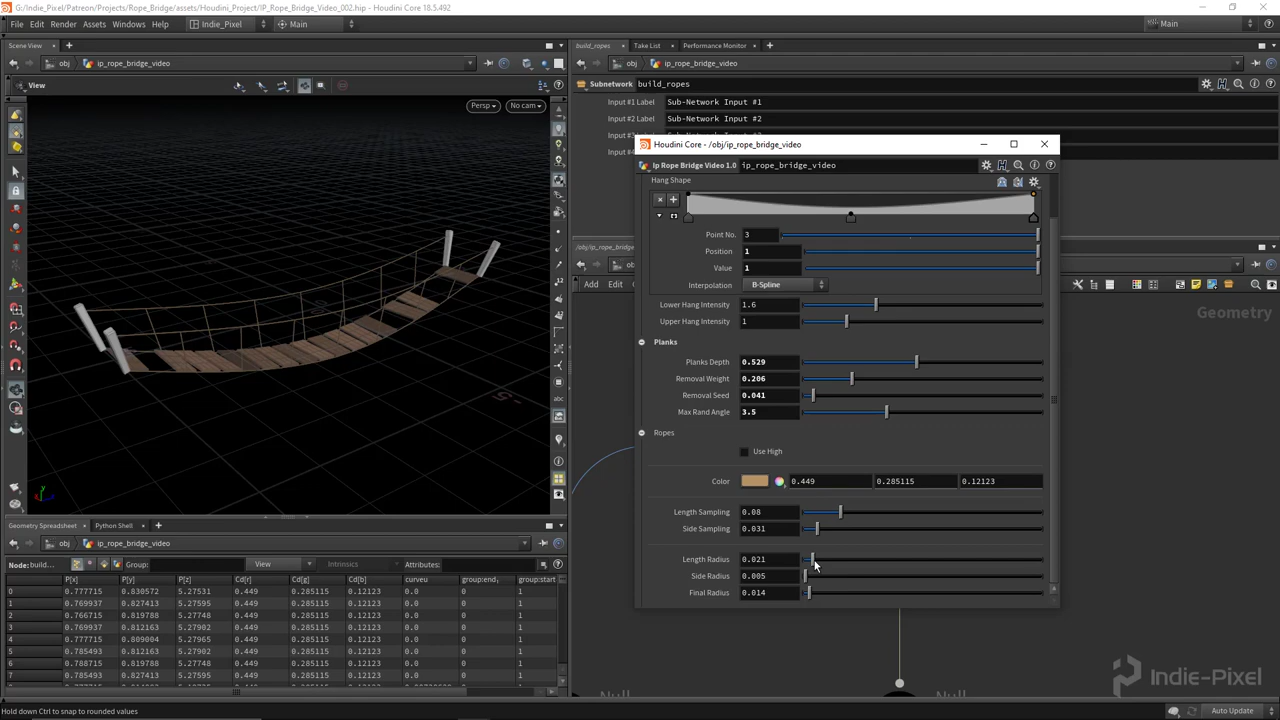 G:/Indie_Pixel/Patreon/Projects/Rope_Bridge/assets/Houdini_Project/IP_Rope_Bridge_Video_002.hip - Houdini Core - 18.5.492
File Edit Render Assets Windows Help Indie_Pixel Main Main
Scene View
build_ropes Take List Performance Monitor
obj ip_rope_bridge_video
obj ip_rope_bridge_video
View
Persp No cam
Subnetwork build_ropes
Input #1 Label Sub-Network Input #1
Input #2 Label Sub-Network Input #2
Houdini Core - /obj/ip_rope_bridge_video
Ip Rope Bridge Video 1.0 ip_rope_bridge_video
Hang Shape
Point No. 3
Position 1
Value 1
Interpolation B-Spline
Lower Hang Intensity 1.6
Upper Hang Intensity 1
Planks
Planks Depth 0.529
Removal Weight 0.206
Removal Seed 0.041
Max Rand Angle 3.5
Ropes
Use High
Color 0.449 0.285115 0.12123
Length Sampling 0.08
Side Sampling 0.031
Length Radius 0.021
Side Radius 0.005
Final Radius 0.014
/obj/ip_rope_bridge
Add Edit
Geometry
Null
Null
Geometry Spreadsheet Python Shell
obj ip_rope_bridge_video
Node: build... Group: View Intrinsics Attributes:
P[x] P[y] P[z] Cd[r] Cd[g] Cd[b] curveu group:end group:start
0 0.777715 0.830572 5.27531 0.449 0.285115 0.12123 0.0 0 1
1 0.769937 0.827413 5.27595 0.449 0.285115 0.12123 0.0 0 1
2 0.766715 0.819788 5.27748 0.449 0.285115 0.12123 0.0 0 1
3 0.769937 0.812163 5.27902 0.449 0.285115 0.12123 0.0 0 1
4 0.777715 0.809004 5.27965 0.449 0.285115 0.12123 0.0 0 1
5 0.785493 0.812163 5.27902 0.449 0.285115 0.12123 0.0 0 1
6 0.788715 0.819788 5.27748 0.449 0.285115 0.12123 0.0 0 1
7 0.785493 0.827413 5.27595 0.449 0.285115 0.12123 0.0 0 1
Indie-Pixel
Hold down Ctrl to snap to rounded values
Auto Update